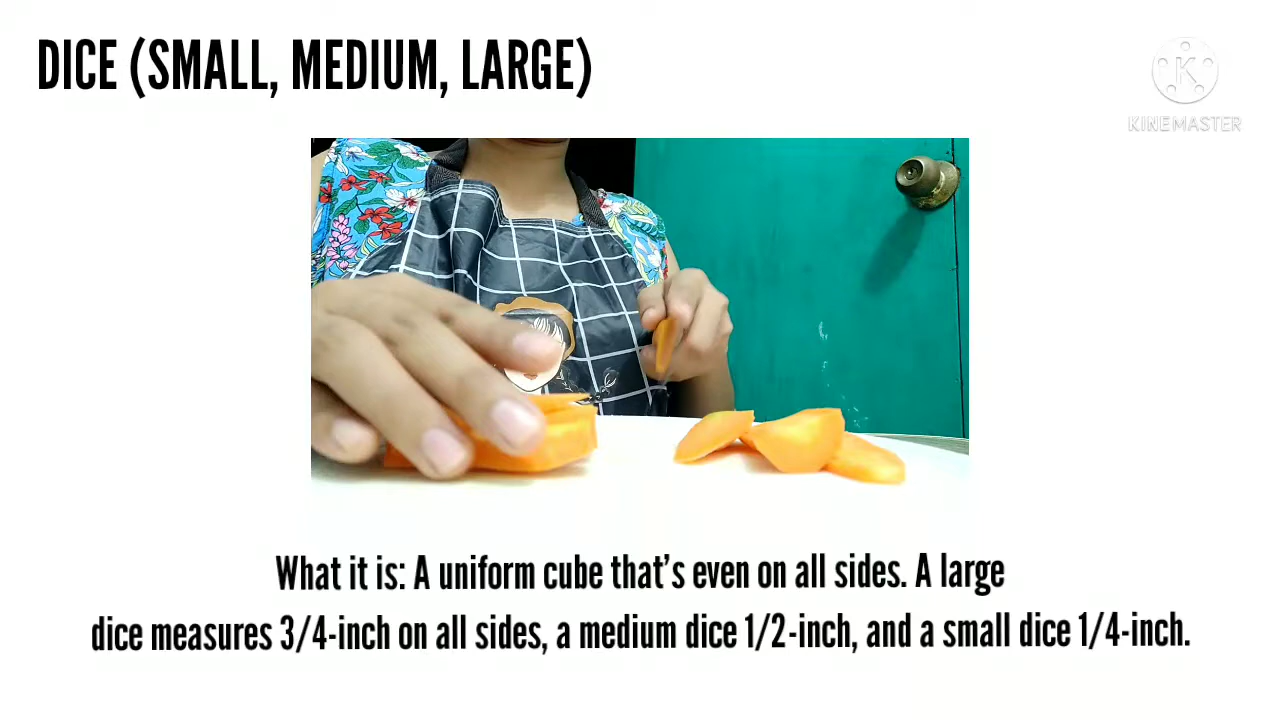 DICE (SMALL, MEDIUM, LARGE)
K
KINEMASTER
What it is: A uniform cube that's even on all sides. A large
dice measures 3/4-inch on all sides, a medium dice 1/2-inch, and a small dice 1/4-inch.